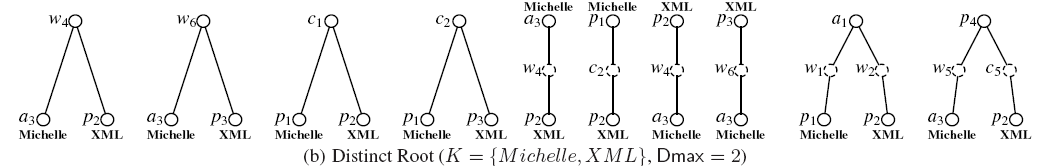 Michelle Michelle XML XML
w4 w6 c1 c2 a3 p1 p2 p3 a1 p4
w4 c2 w4 w6 w1 w2 w5 c5
a3 p2 a3 p3 p1 p2 p1 p3 p2 p2 a3 a3 p1 p2 a3 p2
Michelle XML Michelle XML Michelle XML Michelle XML XML XML Michelle Michelle Michelle XML Michelle XML
(b) Distinct Root (K = {Michelle, XML}, Dmax = 2)